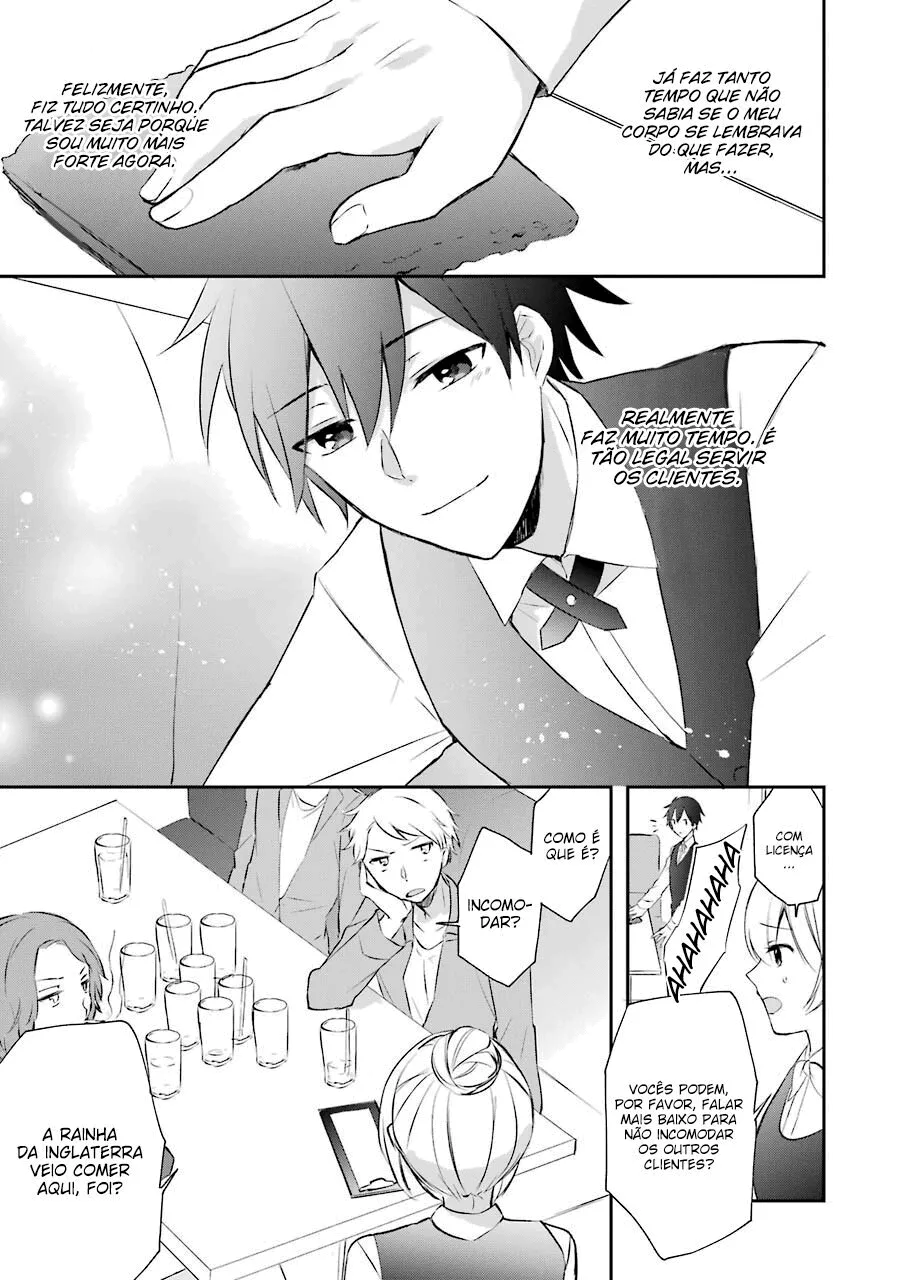 JÁ FAZ TANTO
TEMPO QUE NÃO
SABIA SE O MEU
CORPO SE LEMBRAVA
DO QUE FAZER,
MAS...
FELIZMENTE,
FIZ TUDO CERTINHO.
TALVEZ SEJA PORQUE
SOU MUITO MAIS
FORTE AGORA.
REALMENTE
FAZ MUITO TEMPO. É
TÃO LEGAL SERVIR
OS CLIENTES.
COM
LICENÇA
...
AHAHAHAHA
VOCÊS PODEM,
POR FAVOR, FALAR
MAIS BAIXO PARA
NÃO INCOMODAR
OS OUTROS
CLIENTES?
COMO É
QUE É?
INCOMO-
DAR?
A RAINHA
DA INGLATERRA
VEIO COMER
AQUI, FOI?